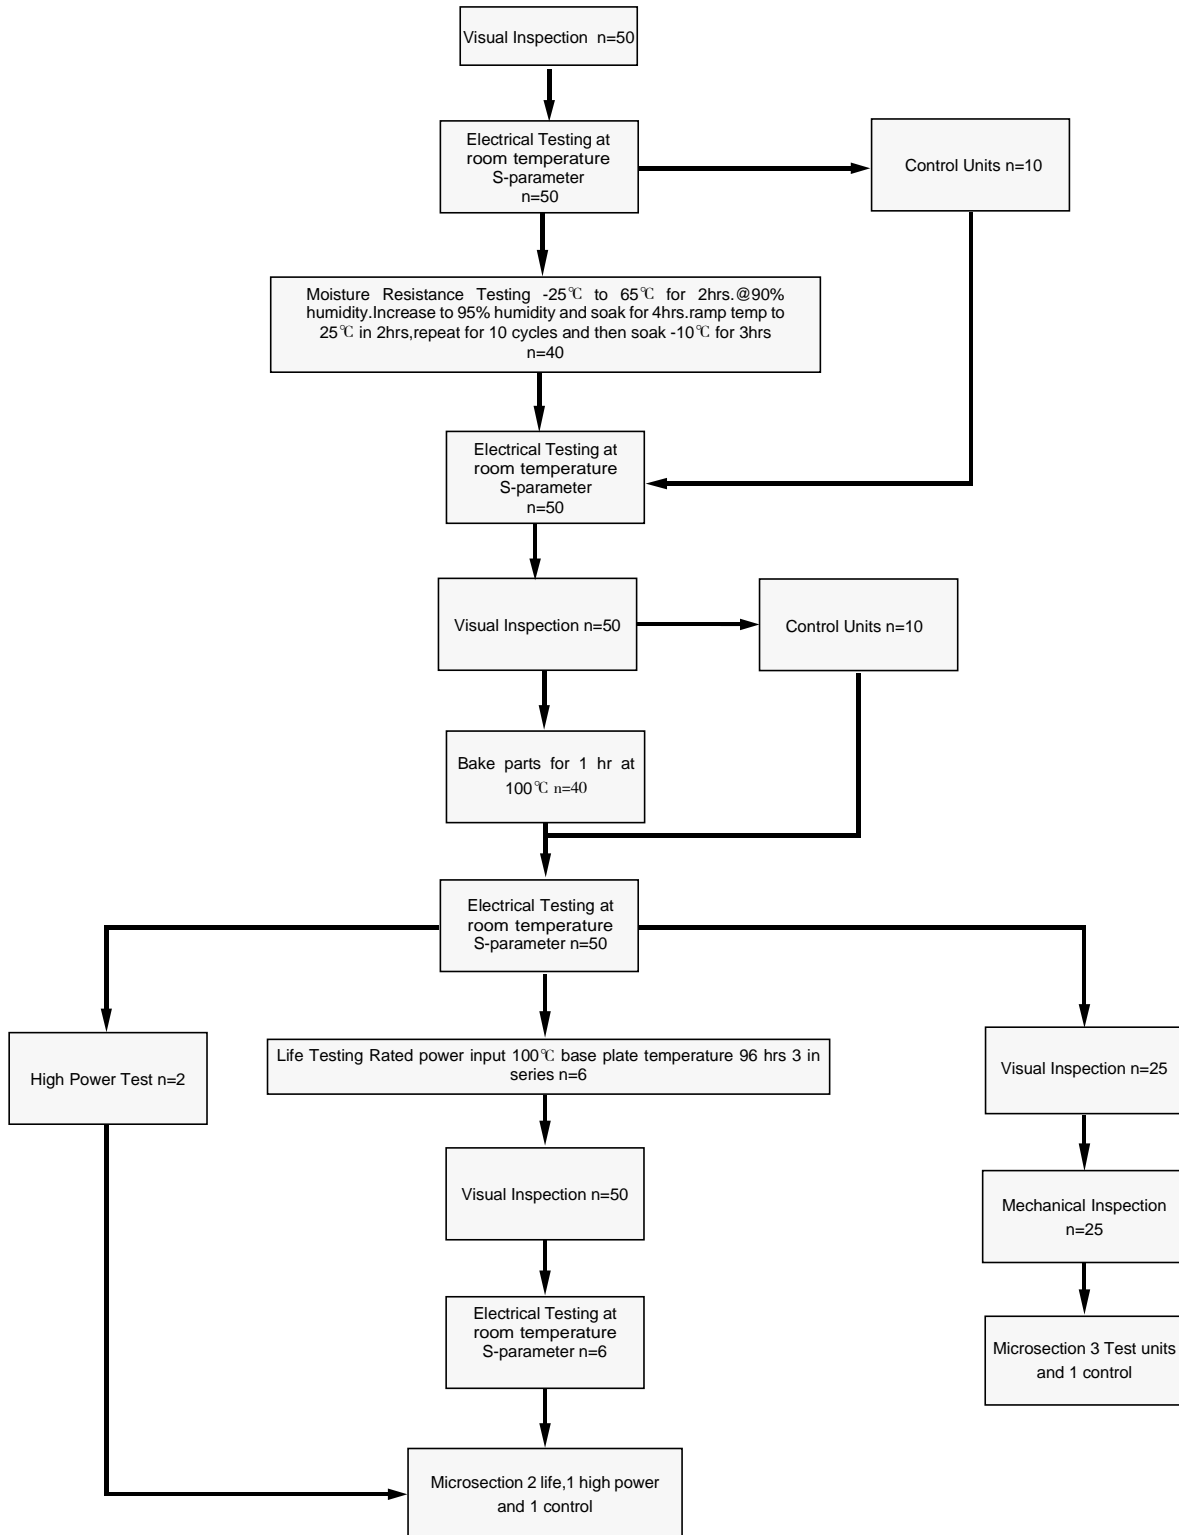 Visual Inspection n=50
Electrical Testing at
room temperature
S-parameter
n=50
Control Units n=10
Moisture Resistance Testing -25℃ to 65℃ for 2hrs.@90%
humidity.Increase to 95% humidity and soak for 4hrs.ramp temp to
25℃ in 2hrs,repeat for 10 cycles and then soak -10℃ for 3hrs
n=40
Electrical Testing at
room temperature
S-parameter
n=50
Visual Inspection n=50
Control Units n=10
Bake parts for 1 hr at
100℃ n=40
Electrical Testing at
room temperature
S-parameter n=50
High Power Test n=2
Life Testing Rated power input 100℃ base plate temperature 96 hrs 3 in
series n=6
Visual Inspection n=25
Visual Inspection n=50
Mechanical Inspection
n=25
Electrical Testing at
room temperature
S-parameter n=6
Microsection 3 Test units
and 1 control
Microsection 2 life,1 high power
and 1 control